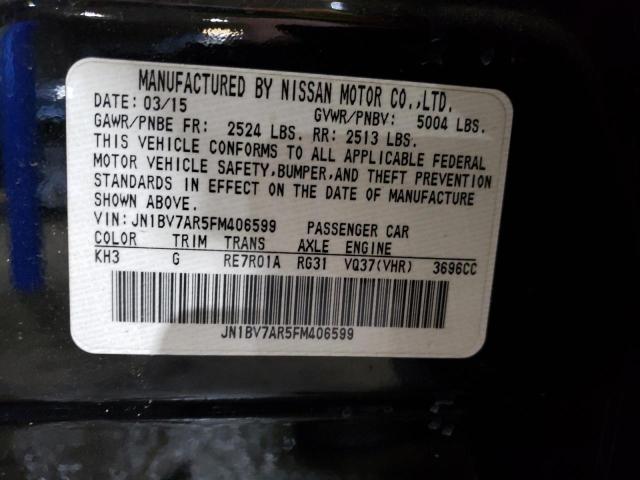 MANUFACTURED BY NISSAN MOTOR CO.,LTD.
DATE: 03/15 GVWR/PNBV: 5004 LBS.
GAWR/PNBE FR: 2524 LBS. RR: 2513 LBS.
THIS VEHICLE CONFORMS TO ALL APPLICABLE FEDERAL
MOTOR VEHICLE SAFETY,BUMPER,AND THEFT PREVENTION
STANDARDS IN EFFECT ON THE DATE OF MANUFACTURE
SHOWN ABOVE.
VIN: JN1BV7AR5FM406599 PASSENGER CAR
COLOR TRIM TRANS AXLE ENGINE
KH3 G RE7R01A RG31 VQ37(VHR) 3696CC
JN1BV7AR5FM406599